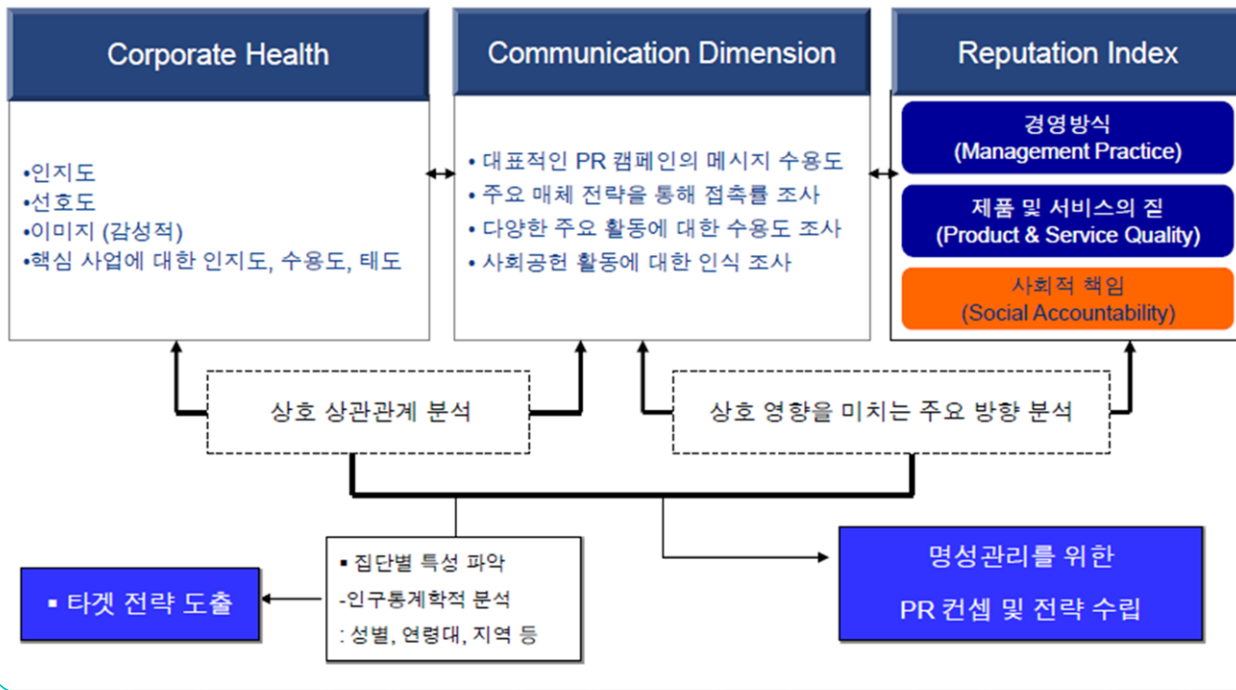 Corporate Health
•인지도
•선호도
•이미지 (감성적)
•핵심 사업에 대한 인지도, 수용도, 태도
Communication Dimension
• 대표적인 PR 캠페인의 메시지 수용도
• 주요 매체 전략을 통해 접촉률 조사
• 다양한 주요 활동에 대한 수용도 조사
• 사회공헌 활동에 대한 인식 조사
Reputation Index
경영방식
(Management Practice)
제품 및 서비스의 질
(Product & Service Quality)
사회적 책임
(Social Accountability)
상호 상관관계 분석
상호 영향을 미치는 주요 방향 분석
▪ 집단별 특성 파악
-인구통계학적 분석
: 성별, 연령대, 지역 등
▪ 타겟 전략 도출
명성관리를 위한
PR 컨셉 및 전략 수립